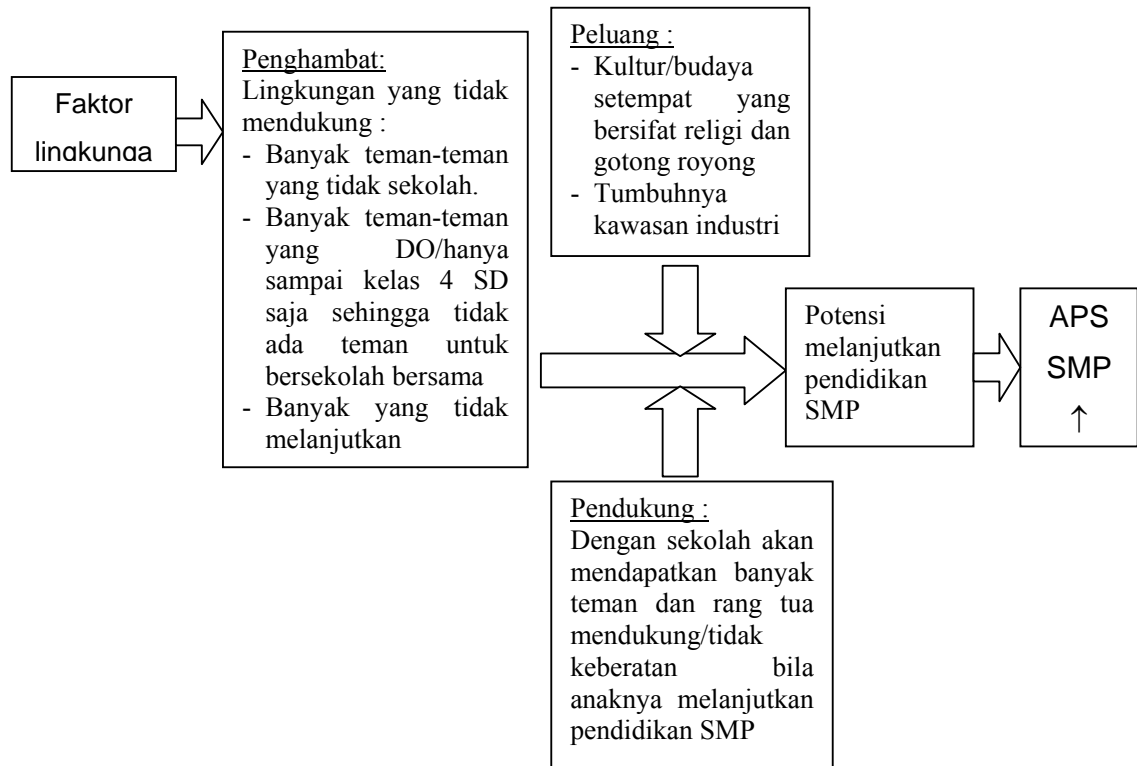 Faktor
lingkunga
Penghambat:
Lingkungan yang tidak
mendukung :
- Banyak teman-teman
yang tidak sekolah.
- Banyak teman-teman
yang DO/hanya
sampai kelas 4 SD
saja sehingga tidak
ada teman untuk
bersekolah bersama
- Banyak yang tidak
melanjutkan
Peluang :
- Kultur/budaya
setempat yang
bersifat religi dan
gotong royong
- Tumbuhnya
kawasan industri
Pendukung :
Dengan sekolah akan
mendapatkan banyak
teman dan rang tua
mendukung/tidak
keberatan bila
anaknya melanjutkan
pendidikan SMP
Potensi
melanjutkan
pendidikan
SMP
APS
SMP
↑